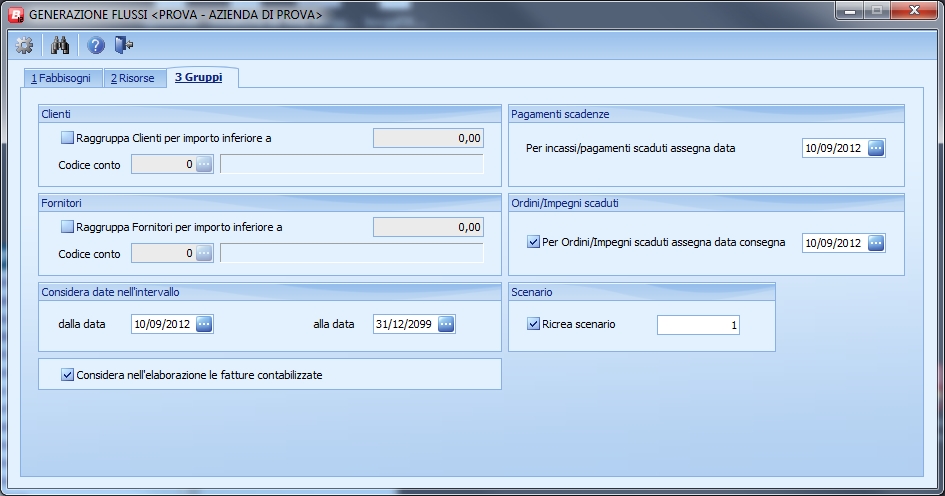 GENERAZIONE FLUSSI <PROVA - AZIENDA DI PROVA>
1 Fabbisogni 2 Risorse 3 Gruppi
Clienti
Raggruppa Clienti per importo inferiore a 0,00
Codice conto 0
Pagamenti scadenze
Per incassi/pagamenti scaduti assegna data 10/09/2012
Fornitori
Raggruppa Fornitori per importo inferiore a 0,00
Codice conto 0
Ordini/Impegni scaduti
Per Ordini/Impegni scaduti assegna data consegna 10/09/2012
Considera date nell'intervallo
dalla data 10/09/2012 alla data 31/12/2099
Scenario
Ricrea scenario 1
Considera nell'elaborazione le fatture contabilizzate